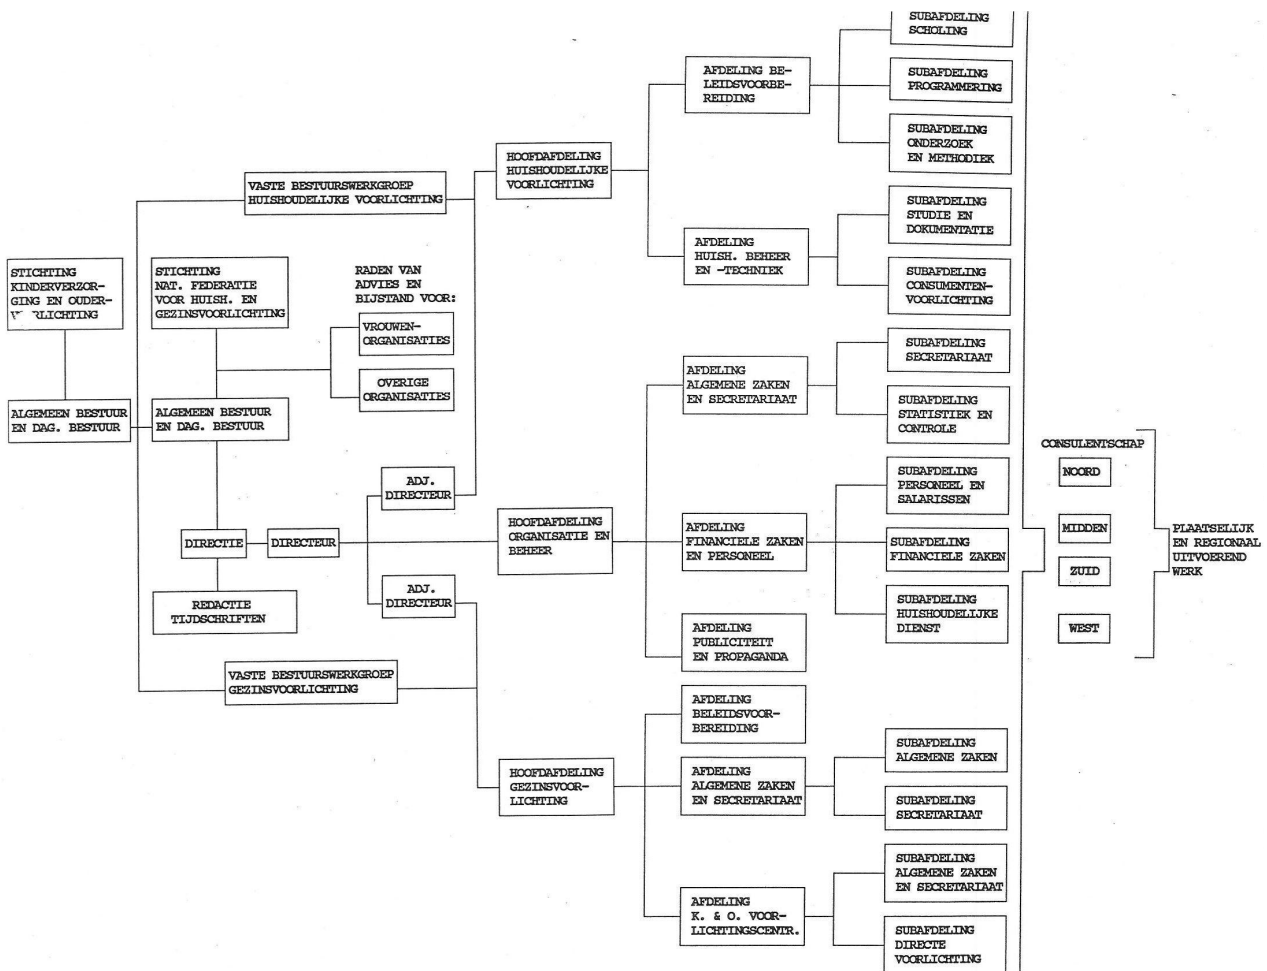 STICHTING
KINDERVERZOR-
GING EN OUDER-
ALGEMEEN BESTUUR
EN DAG. BESTUUR
STICHTING
NAT. FEDERATIE
VOOR HUISH. EN
GEZINSVOORLICHTING
ALGEMEEN BESTUUR
EN DAG. BESTUUR
DIRECTIE
REDACTIE
TIJDSCHRIFTEN
VASTE BESTUURSWERKGROEP
HUISHOUDELIJKE VOORLICHTING
RADEN VAN
ADVIES EN
BIJSTAND VOOR:
VROUWEN-
ORGANISATIES
OVERIGE
ORGANISATIES
DIRECTEUR
ADJ.
DIRECTEUR
ADJ.
DIRECTEUR
VASTE BESTUURSWERKGROEP
GEZINSVOORLICHTING
HOOFDAFDELING
HUISHOUDELIJKE
VOORLICHTING
HOOFDAFDELING
ORGANISATIE EN
BEHEER
HOOFDAFDELING
GEZINSVOOR-
LICHTING
AFDELING BE-
LEIDSVOORBE-
REIDING
AFDELING
HUISH. BEHEER
EN -TECHNIEK
AFDELING
ALGEMENE ZAKEN
EN SECRETARIAAT
AFDELING
FINANCIELE ZAKEN
EN PERSONEEL
AFDELING
PUBLICITEIT
EN PROPAGANDA
AFDELING
BELEIDSVOOR-
BEREIDING
AFDELING
ALGEMENE ZAKEN
EN SECRETARIAAT
AFDELING
K. & O. VOOR-
LICHTINGSCENTR.
SUBAFDELING
SCHOLING
SUBAFDELING
PROGRAMMERING
SUBAFDELING
ONDERZOEK
EN METHODIEK
SUBAFDELING
STUDIE EN
DOKUMENTATIE
SUBAFDELING
CONSUMENTEN-
VOORLICHTING
SUBAFDELING
SECRETARIAAT
SUBAFDELING
STATISTIEK EN
CONTROLE
SUBAFDELING
PERSONEEL EN
SALARISSEN
SUBAFDELING
FINANCIELE ZAKEN
SUBAFDELING
HUISHOUDELIJKE
DIENST
SUBAFDELING
ALGEMENE ZAKEN
SUBAFDELING
SECRETARIAAT
SUBAFDELING
ALGEMENE ZAKEN
EN SECRETARIAAT
SUBAFDELING
DIRECTE
VOORLICHTING
CONSULENTSCHAP
NOORD
MIDDEN
ZUID
WEST
PLAATSELIJK
EN REGIONAAL
UITVOEREND
WERK